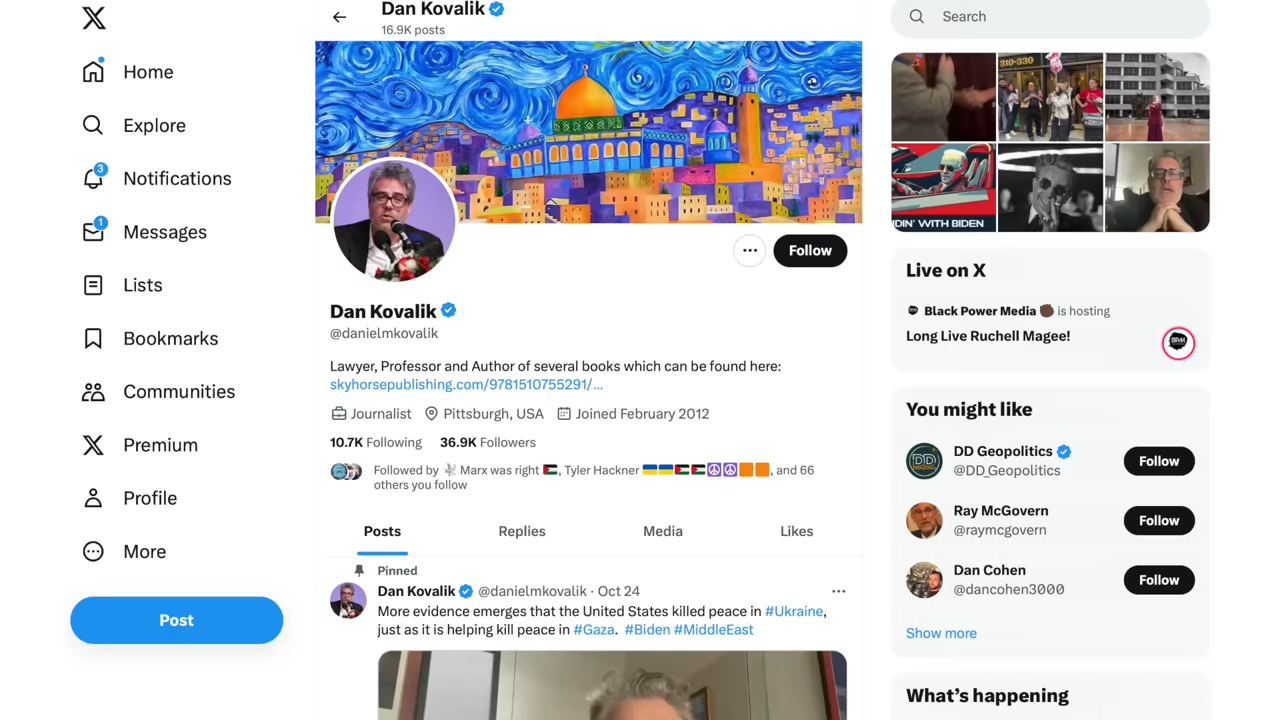 Home
Explore
3
Notifications
1
Messages
Lists
Bookmarks
Communities
Premium
Profile
More
Post
Dan Kovalik
16.9K posts
Follow
Dan Kovalik
@danielmkovalik
Lawyer, Professor and Author of several books which can be found here:
skyhorsepublishing.com/9781510755291/...
Journalist Pittsburgh, USA Joined February 2012
10.7K Following 36.9K Followers
Followed by 🕊 Marx was right 🇵🇸, Tyler Hackner 🇺🇦🇺🇦🇵🇸🇵🇸☮️☮️🟧🟧, and 66
others you follow
Posts Replies Media Likes
Pinned
Dan Kovalik @danielmkovalik · Oct 24
More evidence emerges that the United States killed peace in #Ukraine,
just as it is helping kill peace in #Gaza. #Biden #MiddleEast
Search
310-330
DIN' WITH BIDEN
Live on X
Black Power Media ✊🏿 is hosting
Long Live Ruchell Magee!
BPM
You might like
DD
DD Geopolitics
@DD_Geopolitics
Follow
Ray McGovern
@raymcgovern
Follow
Dan Cohen
@dancohen3000
Follow
Show more
What's happening